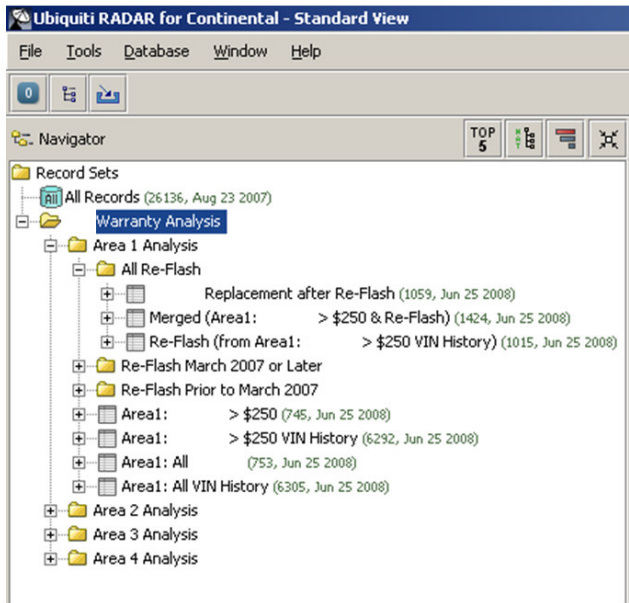 Ubiquiti RADAR for Continental - Standard View
File Tools Database Window Help
0
Navigator TOP 5
Record Sets
All All Records (26136, Aug 23 2007)
Warranty Analysis
Area 1 Analysis
All Re-Flash
Replacement after Re-Flash (1059, Jun 25 2008)
Merged (Area1: > $250 & Re-Flash) (1424, Jun 25 2008)
Re-Flash (from Area1: > $250 VIN History) (1015, Jun 25 2008)
Re-Flash March 2007 or Later
Re-Flash Prior to March 2007
Area1: > $250 (745, Jun 25 2008)
Area1: > $250 VIN History (6292, Jun 25 2008)
Area1: All (753, Jun 25 2008)
Area1: All VIN History (6305, Jun 25 2008)
Area 2 Analysis
Area 3 Analysis
Area 4 Analysis